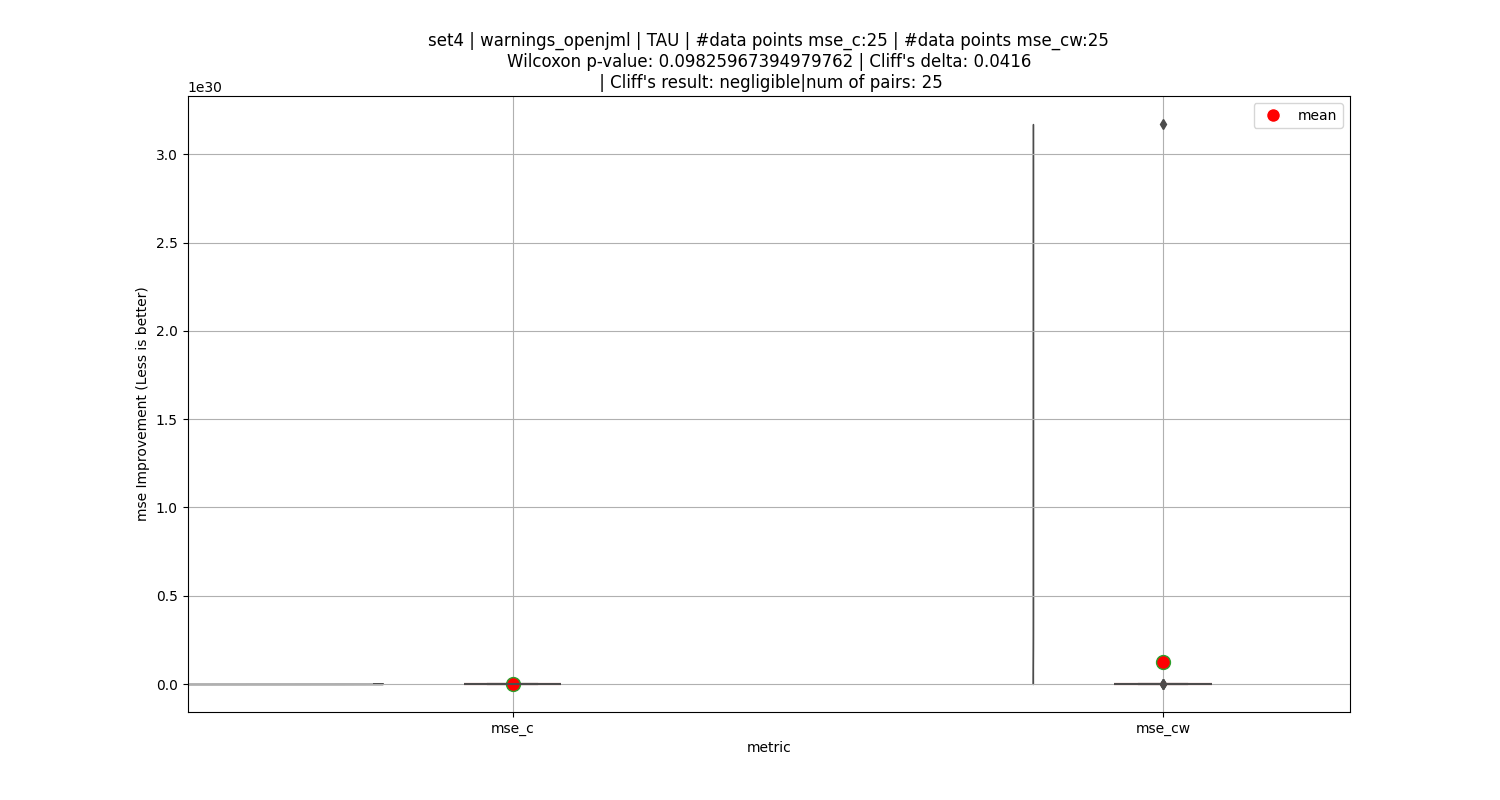 set4 | warnings_openjml | TAU | #data points mse_c:25 | #data points mse_cw:25
Wilcoxon p-value: 0.09825967394979762 | Cliff's delta: 0.0416
| Cliff's result: negligible|num of pairs: 25
1e30
mean
3.0
2.5
2.0
1.5
1.0
0.5
0.0
mse Improvement (Less is better)
mse_c
mse_cw
metric